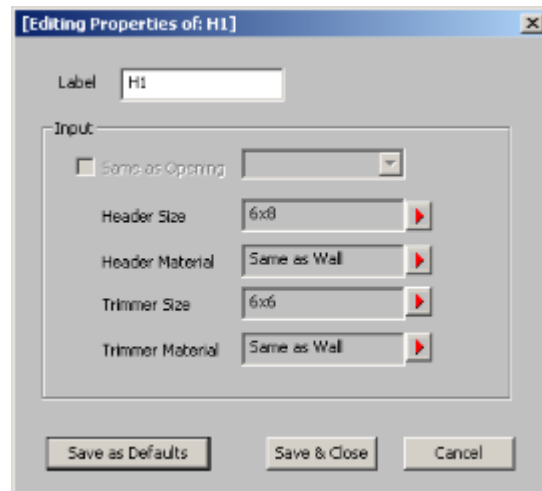 [Editing Properties of: H1]
Label H1
Input
Same as Opening
Header Size 6x8
Header Material Same as Wall
Trimmer Size 6x6
Trimmer Material Same as Wall
Save as Defaults Save & Close Cancel